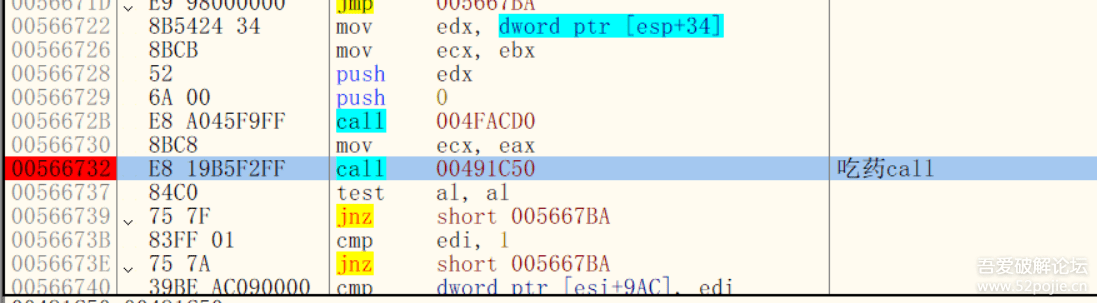 0056671D E9 98000000 jmp 005667BA
00566722 8B5424 34 mov edx, dword ptr [esp+34]
00566726 8BCB mov ecx, ebx
00566728 52 push edx
00566729 6A 00 push 0
0056672B E8 A045F9FF call 004FACD0
00566730 8BC8 mov ecx, eax
00566732 E8 19B5F2FF call 00491C50 吃药call
00566737 84C0 test al, al
00566739 75 7F jnz short 005667BA
0056673B 83FF 01 cmp edi, 1
0056673E 75 7A jnz short 005667BA
00566740 39BE AC090000 cmp dword ptr [esi+9AC], edi
吾爱破解论坛
www.52pojie.cn